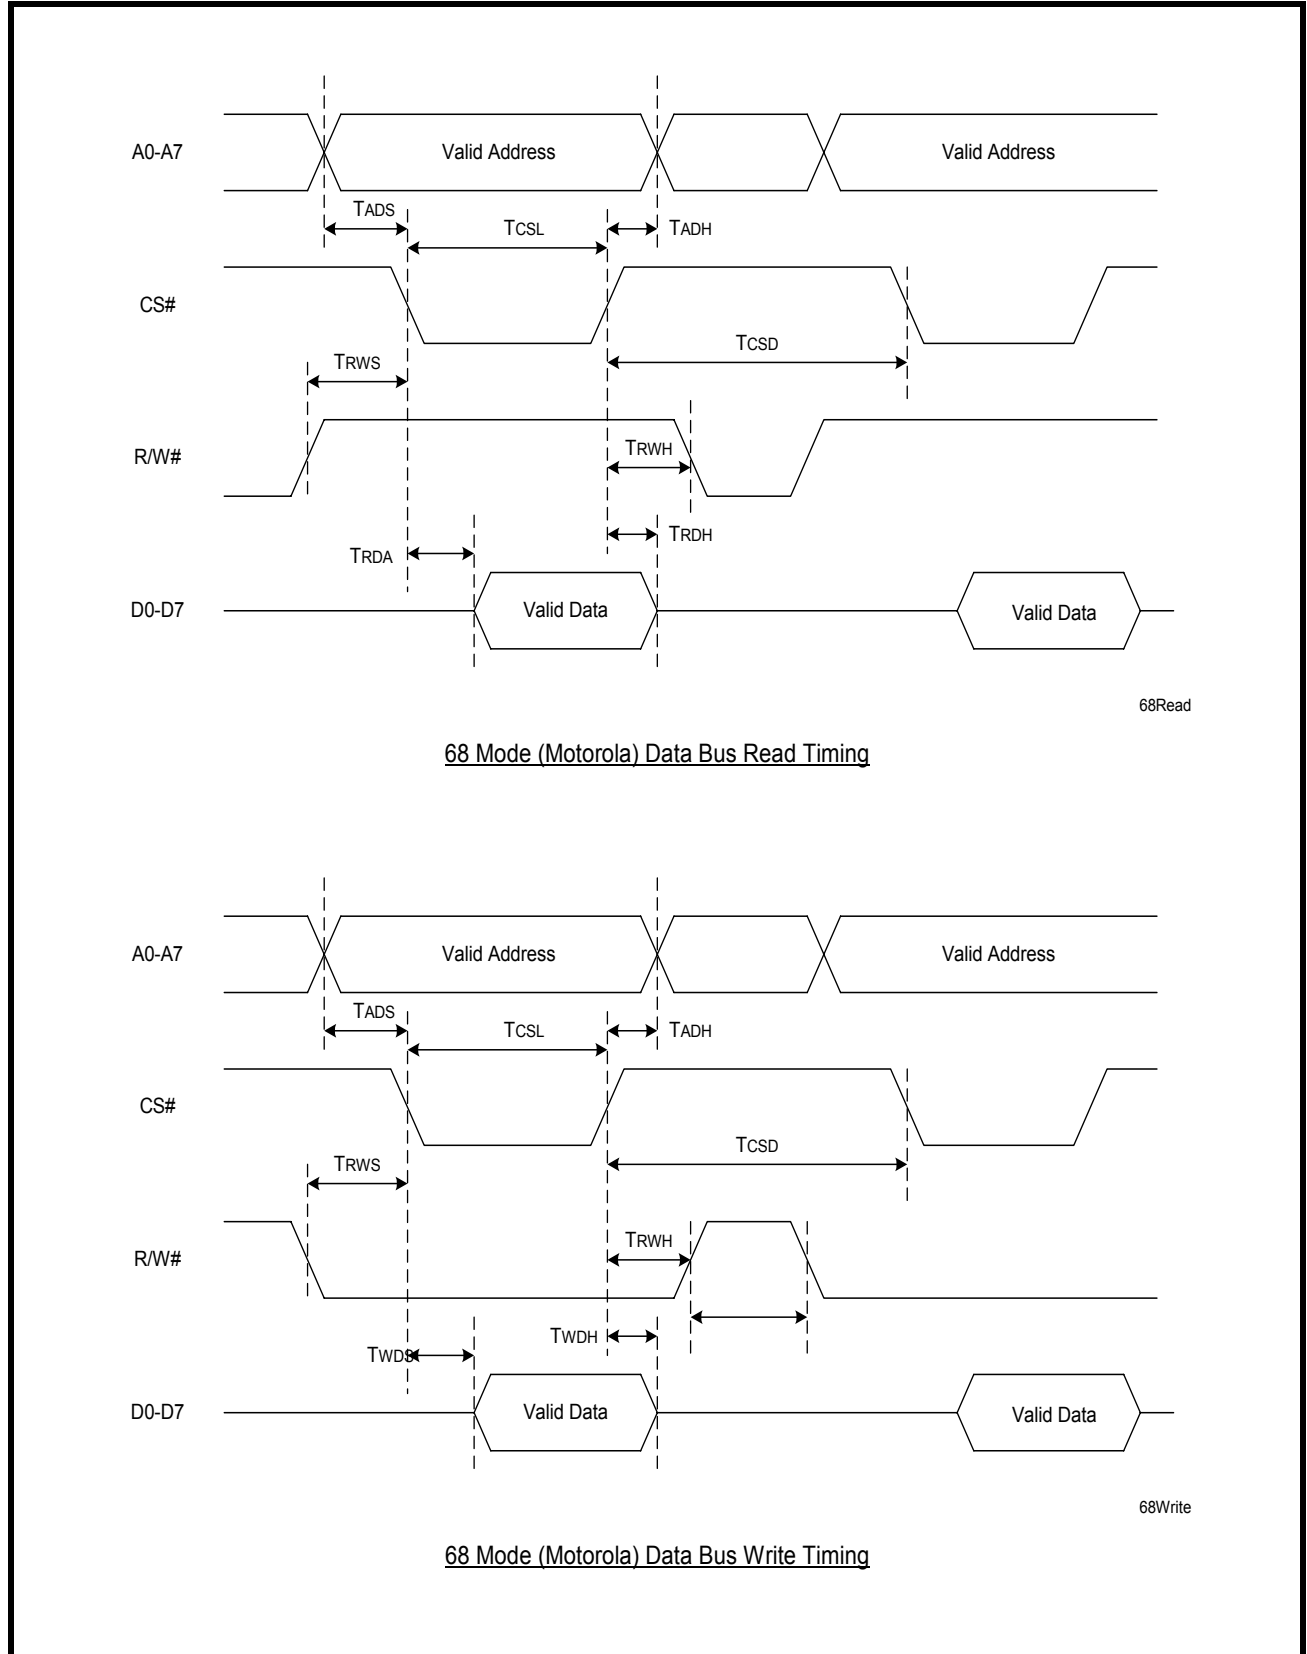 A0-A7
Valid Address
Valid Address
TADS
TCSL
TADH
CS#
TCSD
TRWS
R/W#
TRWH
TRDH
TRDA
D0-D7
Valid Data
Valid Data
68Read
68 Mode (Motorola) Data Bus Read Timing
A0-A7
Valid Address
Valid Address
TADS
TCSL
TADH
CS#
TCSD
TRWS
R/W#
TRWH
TWDH
TWDS
D0-D7
Valid Data
Valid Data
68Write
68 Mode (Motorola) Data Bus Write Timing